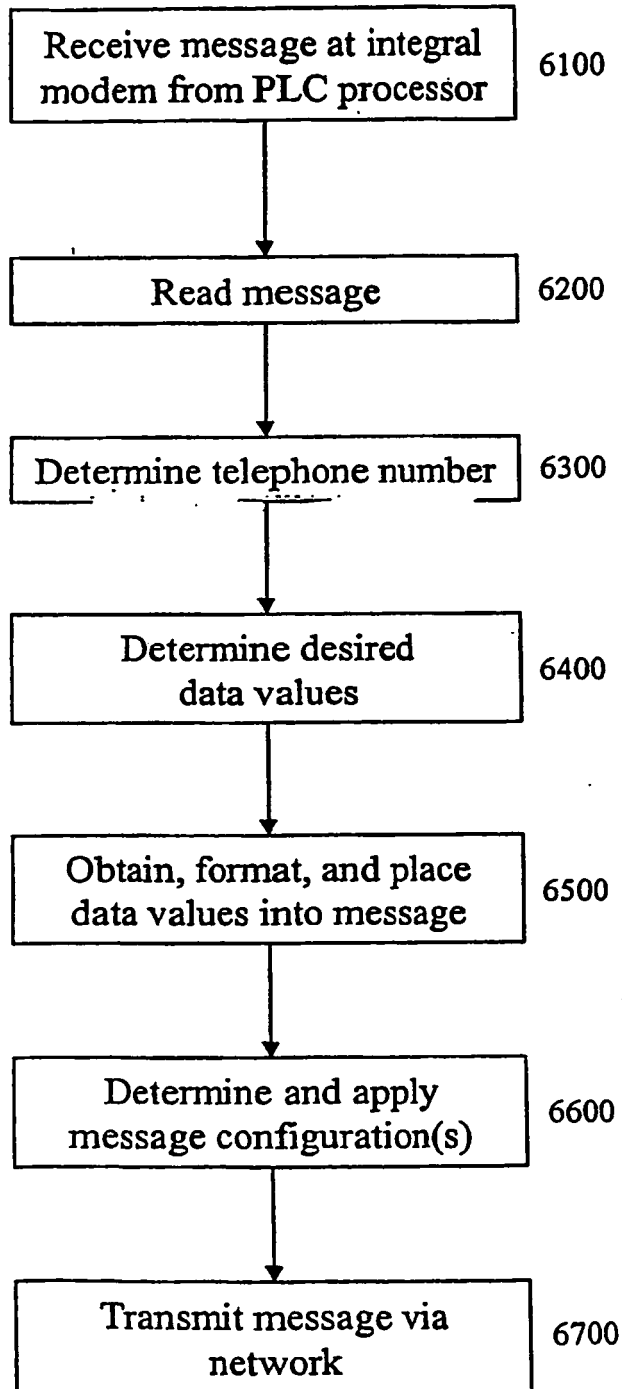 Receive message at integral
modem from PLC processor
6100
Read message
6200
Determine telephone number
6300
Determine desired
data values
6400
Obtain, format, and place
data values into message
6500
Determine and apply
message configuration(s)
6600
Transmit message via
network
6700